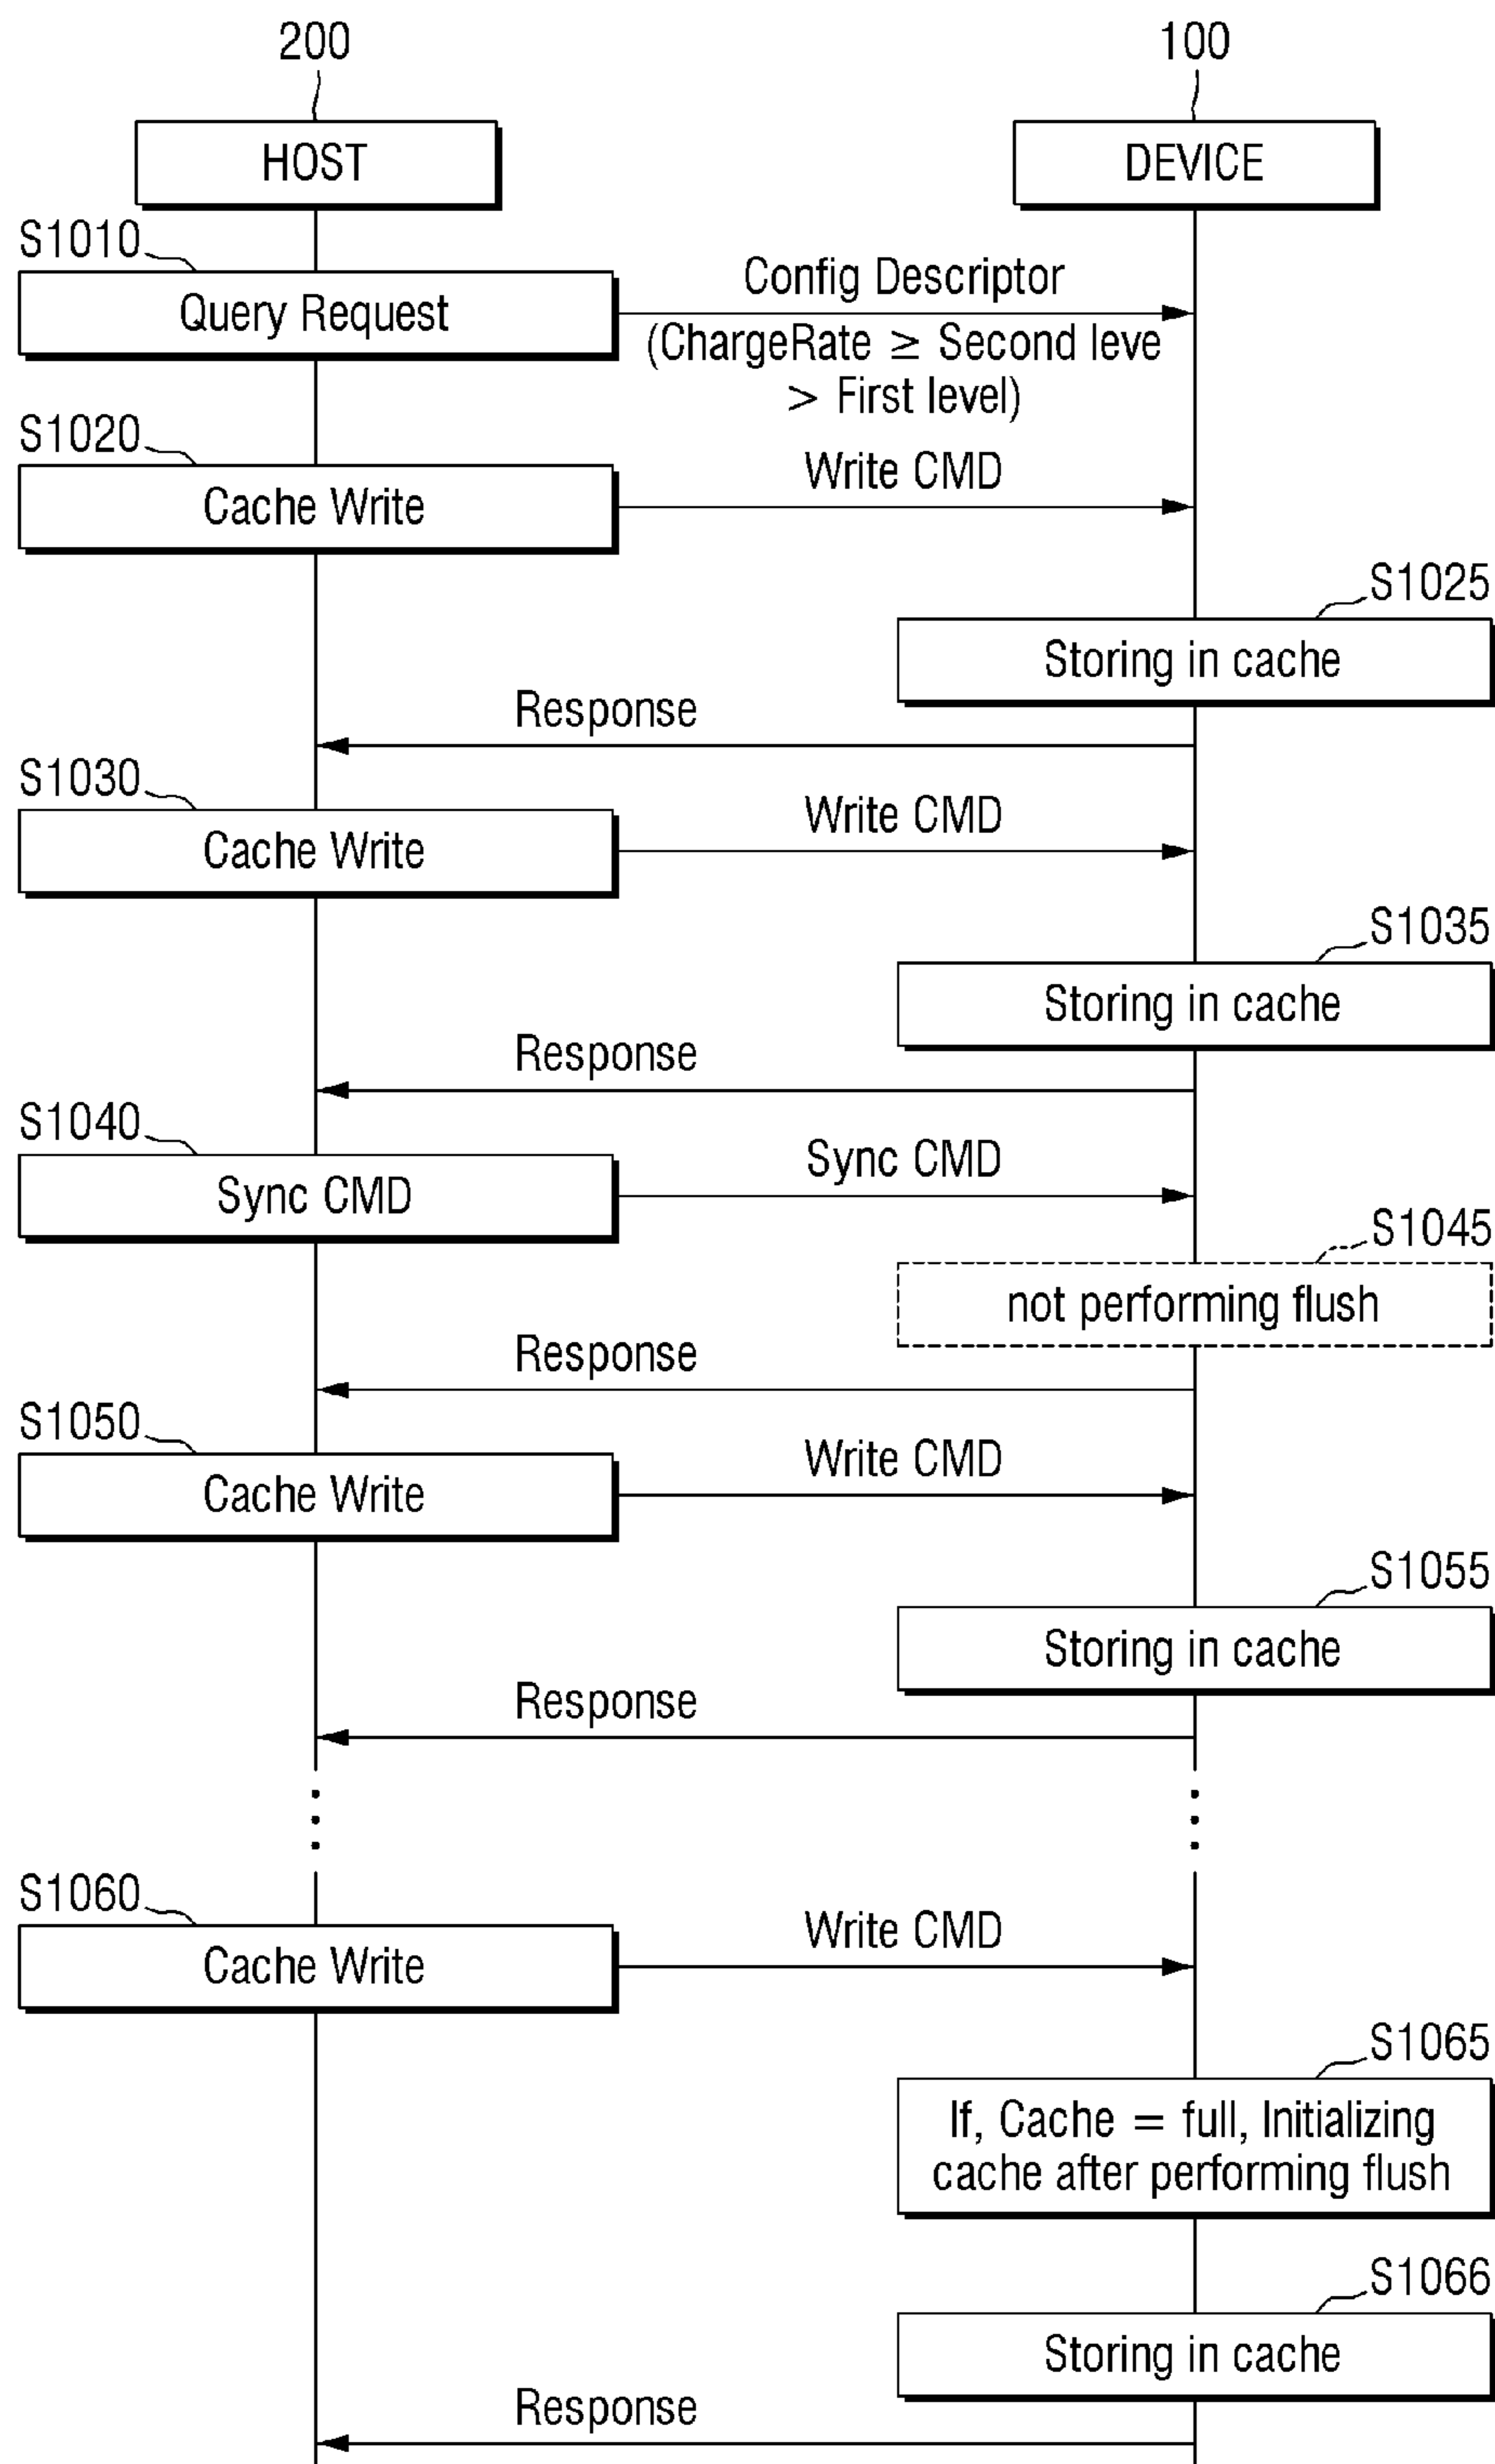 200
100
HOST
DEVICE
S1010
Query Request
Config Descriptor
(ChargeRate ≥ Second leve
> First level)
S1020
Cache Write
Write CMD
S1025
Storing in cache
Response
S1030
Cache Write
Write CMD
S1035
Storing in cache
Response
S1040
Sync CMD
Sync CMD
S1045
not performing flush
Response
S1050
Cache Write
Write CMD
S1055
Storing in cache
Response
S1060
Cache Write
Write CMD
S1065
If, Cache = full, Initializing
cache after performing flush
S1066
Storing in cache
Response